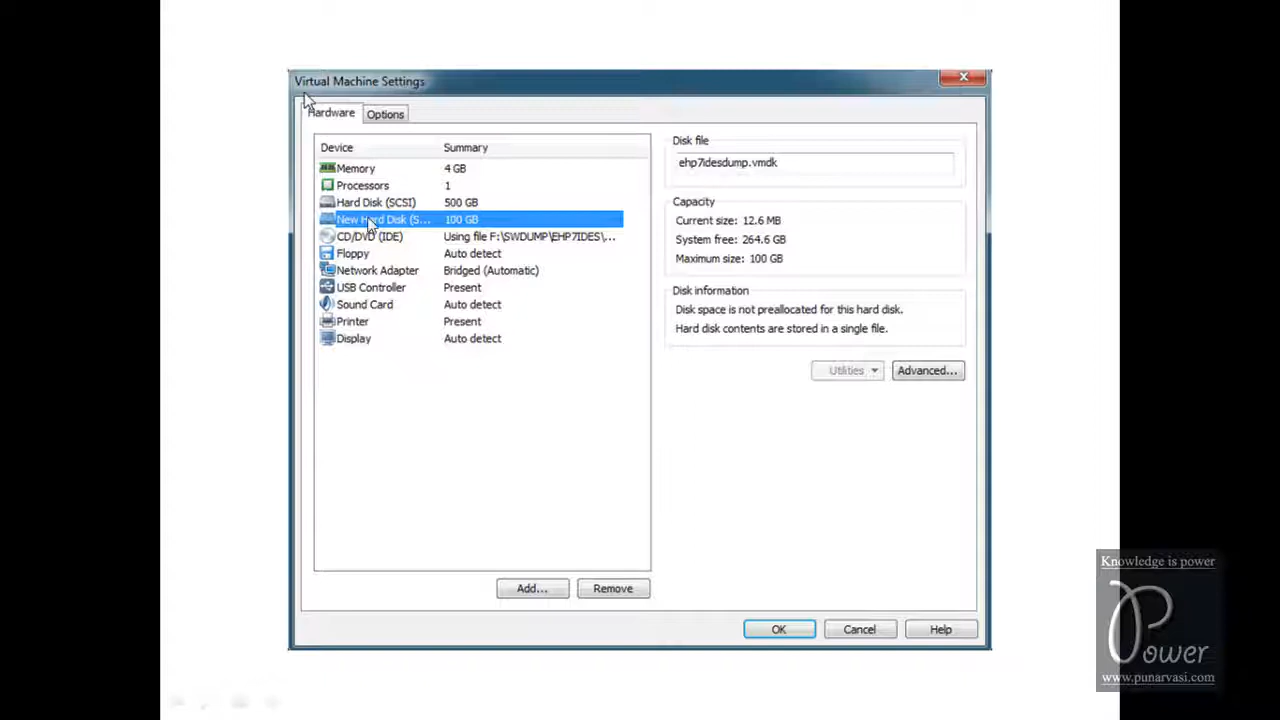 Virtual Machine Settings
Hardware
Options
Device Summary
Memory 4 GB
Processors 1
Hard Disk (SCSI) 500 GB
New Hard Disk (S... 100 GB
CD/DVD (IDE) Using file F:\SWDUMP\EHP7IDES\...
Floppy Auto detect
Network Adapter Bridged (Automatic)
USB Controller Present
Sound Card Auto detect
Printer Present
Display Auto detect
Add...
Remove
Disk file
ehp7idesdump.vmdk
Capacity
Current size: 12.6 MB
System free: 264.6 GB
Maximum size: 100 GB
Disk information
Disk space is not preallocated for this hard disk.
Hard disk contents are stored in a single file.
Utilities
Advanced...
OK
Cancel
Help
Knowledge is power
Power
www.punarvasi.com